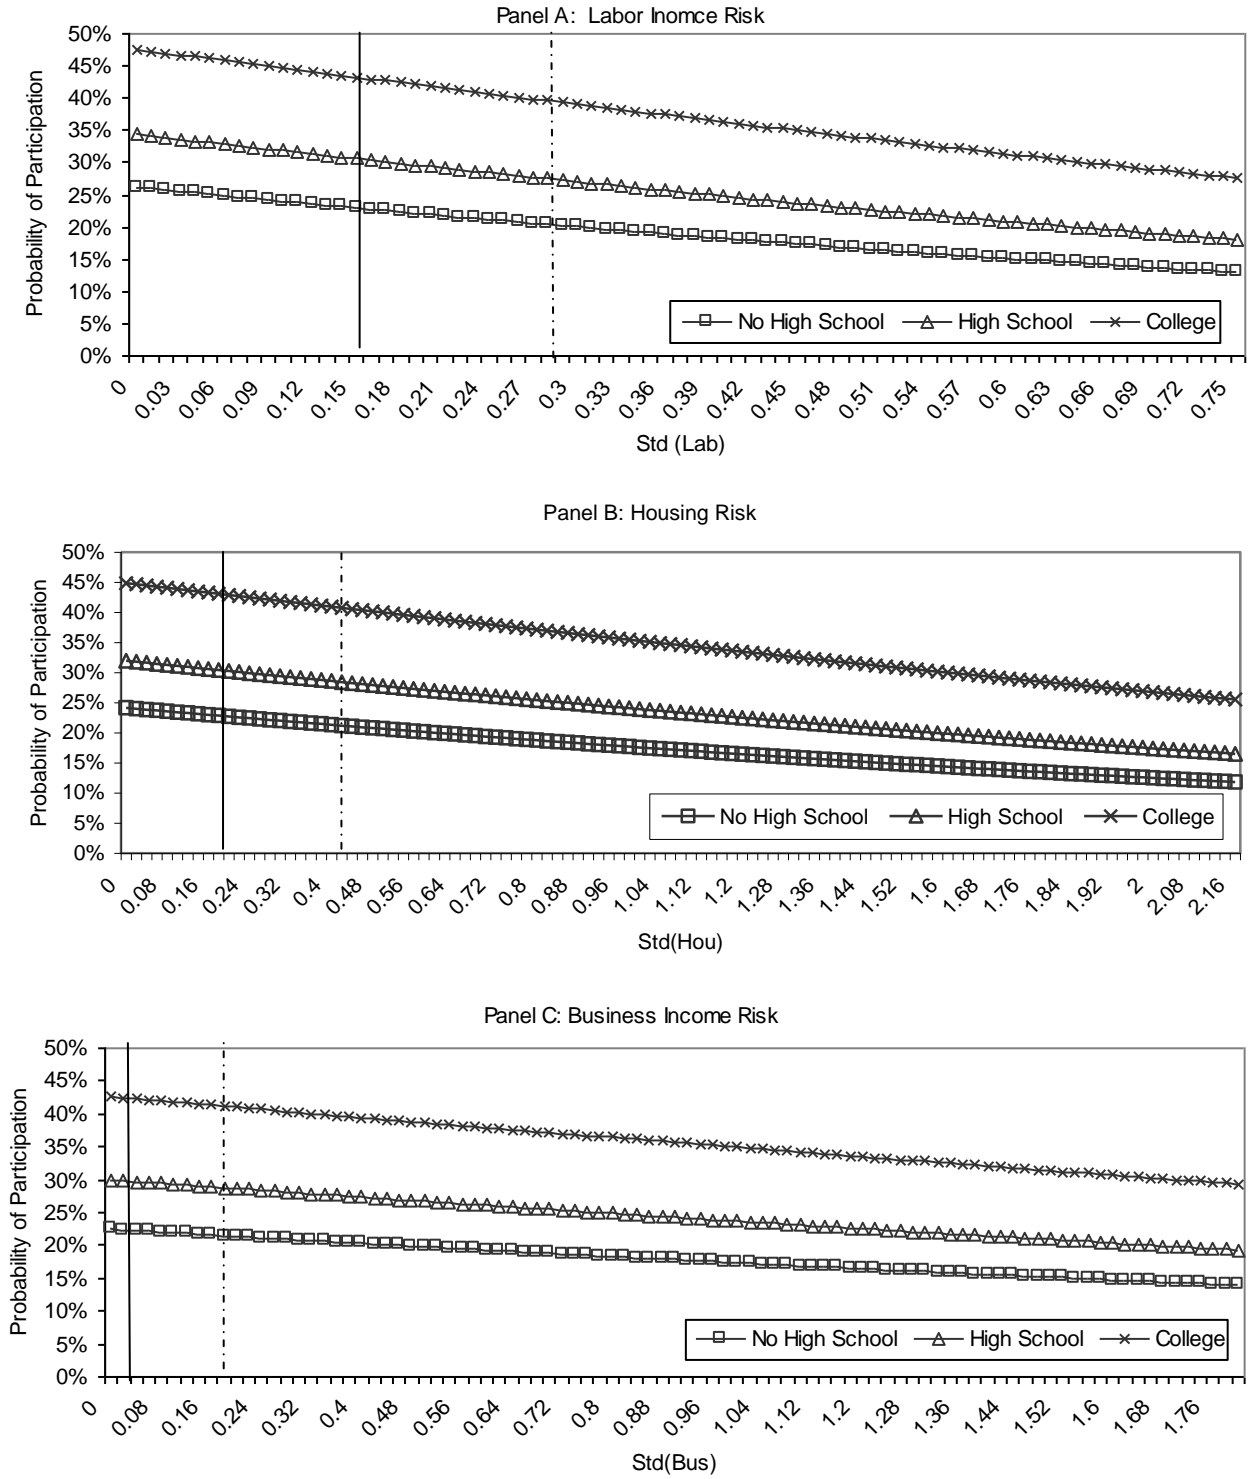 Panel A: Labor Inomce Risk
50%
45%
40%
35%
30%
25%
20%
15%
10%
5%
0%
Probability of Participation
No High School High School College
0 0.03 0.06 0.09 0.12 0.15 0.18 0.21 0.24 0.27 0.3 0.33 0.36 0.39 0.42 0.45 0.48 0.51 0.54 0.57 0.6 0.63 0.66 0.69 0.72 0.75
Std (Lab)
Panel B: Housing Risk
50%
45%
40%
35%
30%
25%
20%
15%
10%
5%
0%
Probability of Participation
No High School High School College
0 0.08 0.16 0.24 0.32 0.4 0.48 0.56 0.64 0.72 0.8 0.88 0.96 1.04 1.12 1.2 1.28 1.36 1.44 1.52 1.6 1.68 1.76 1.84 1.92 2 2.08 2.16
Std(Hou)
Panel C: Business Income Risk
50%
45%
40%
35%
30%
25%
20%
15%
10%
5%
0%
Probability of Participation
No High School High School College
0 0.08 0.16 0.24 0.32 0.4 0.48 0.56 0.64 0.72 0.8 0.88 0.96 1.04 1.12 1.2 1.28 1.36 1.44 1.52 1.6 1.68 1.76
Std(Bus)